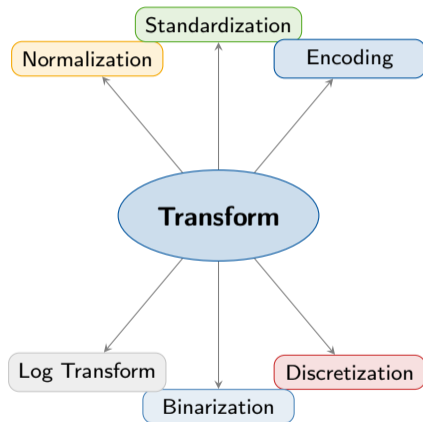 Standardization
Normalization
Encoding
Transform
Log Transform
Discretization
Binarization